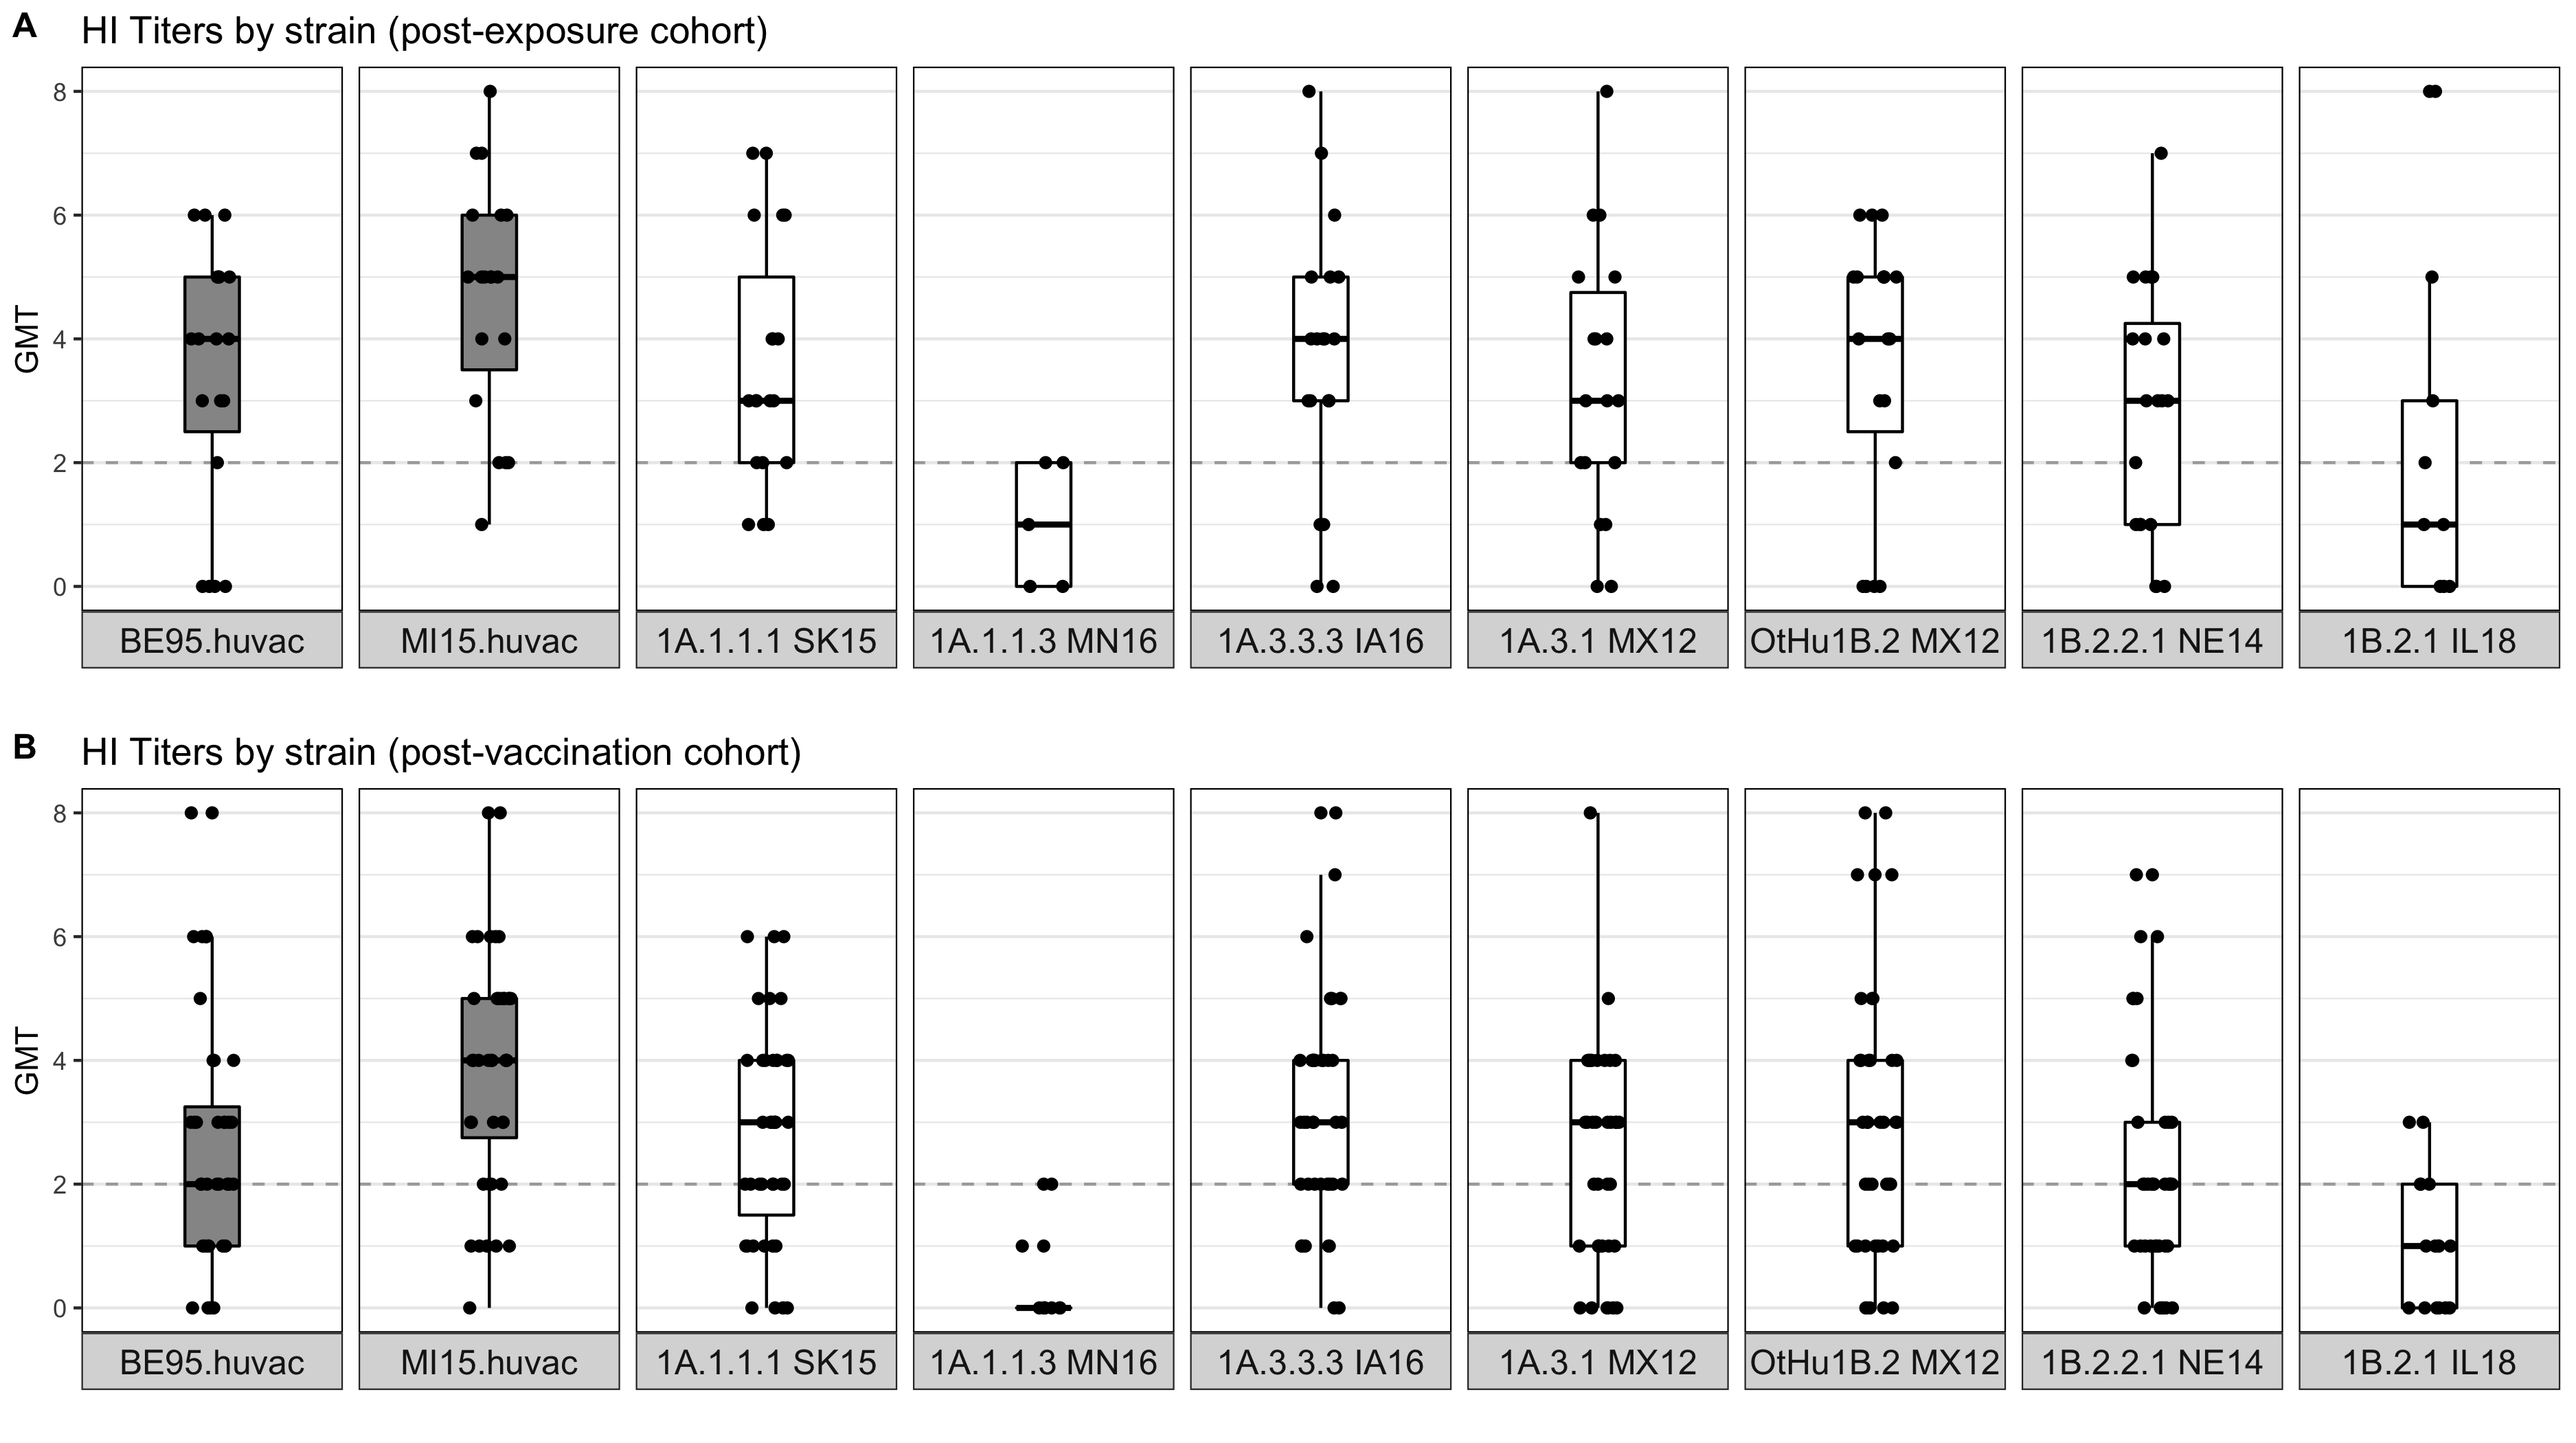 A HI Titers by strain (post-exposure cohort)
8
6
4
2
0
GMT
BE95.huvac MI15.huvac 1A.1.1.1 SK15 1A.1.1.3 MN16 1A.3.3.3 IA16 1A.3.1 MX12 OtHu1B.2 MX12 1B.2.2.1 NE14 1B.2.1 IL18
B HI Titers by strain (post-vaccination cohort)
8
6
4
2
0
GMT
BE95.huvac MI15.huvac 1A.1.1.1 SK15 1A.1.1.3 MN16 1A.3.3.3 IA16 1A.3.1 MX12 OtHu1B.2 MX12 1B.2.2.1 NE14 1B.2.1 IL18